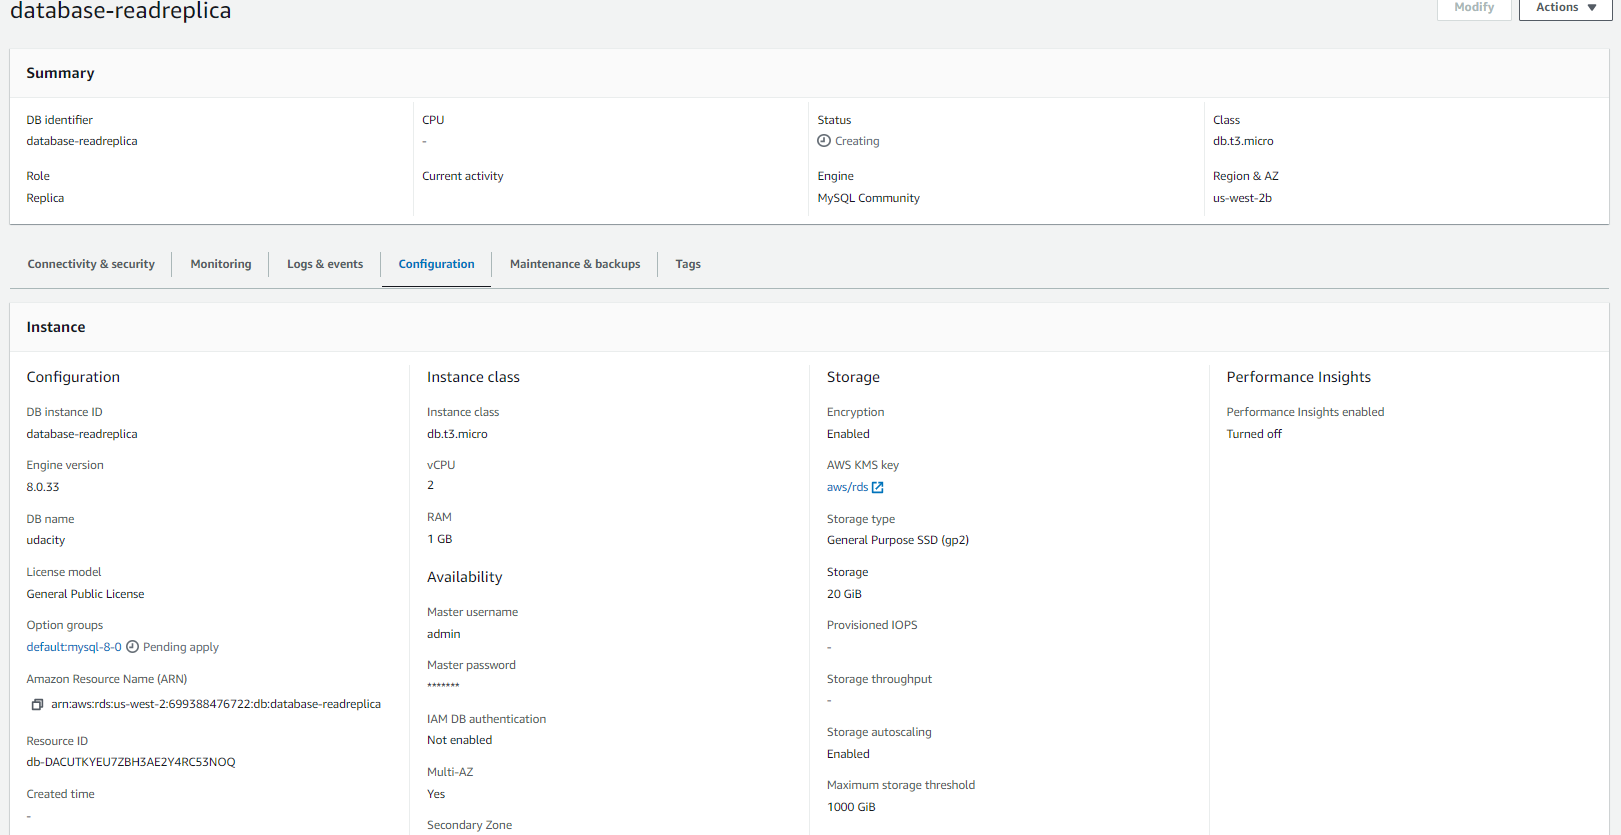 database-readreplica
Modify
Actions
Summary
DB identifier
database-readreplica
Role
Replica
CPU
-
Current activity
Status
Creating
Engine
MySQL Community
Class
db.t3.micro
Region & AZ
us-west-2b
Connectivity & security
Monitoring
Logs & events
Configuration
Maintenance & backups
Tags
Instance
Configuration
DB instance ID
database-readreplica
Engine version
8.0.33
DB name
udacity
License model
General Public License
Option groups
default:mysql-8-0 Pending apply
Amazon Resource Name (ARN)
arn:aws:rds:us-west-2:699388476722:db:database-readreplica
Resource ID
db-DACUTKYEU7ZBH3AE2Y4RC53NOQ
Created time
-
Instance class
Instance class
db.t3.micro
vCPU
2
RAM
1 GB
Availability
Master username
admin
Master password
*******
IAM DB authentication
Not enabled
Multi-AZ
Yes
Secondary Zone
Storage
Encryption
Enabled
AWS KMS key
aws/rds
Storage type
General Purpose SSD (gp2)
Storage
20 GiB
Provisioned IOPS
-
Storage throughput
-
Storage autoscaling
Enabled
Maximum storage threshold
1000 GiB
Performance Insights
Performance Insights enabled
Turned off